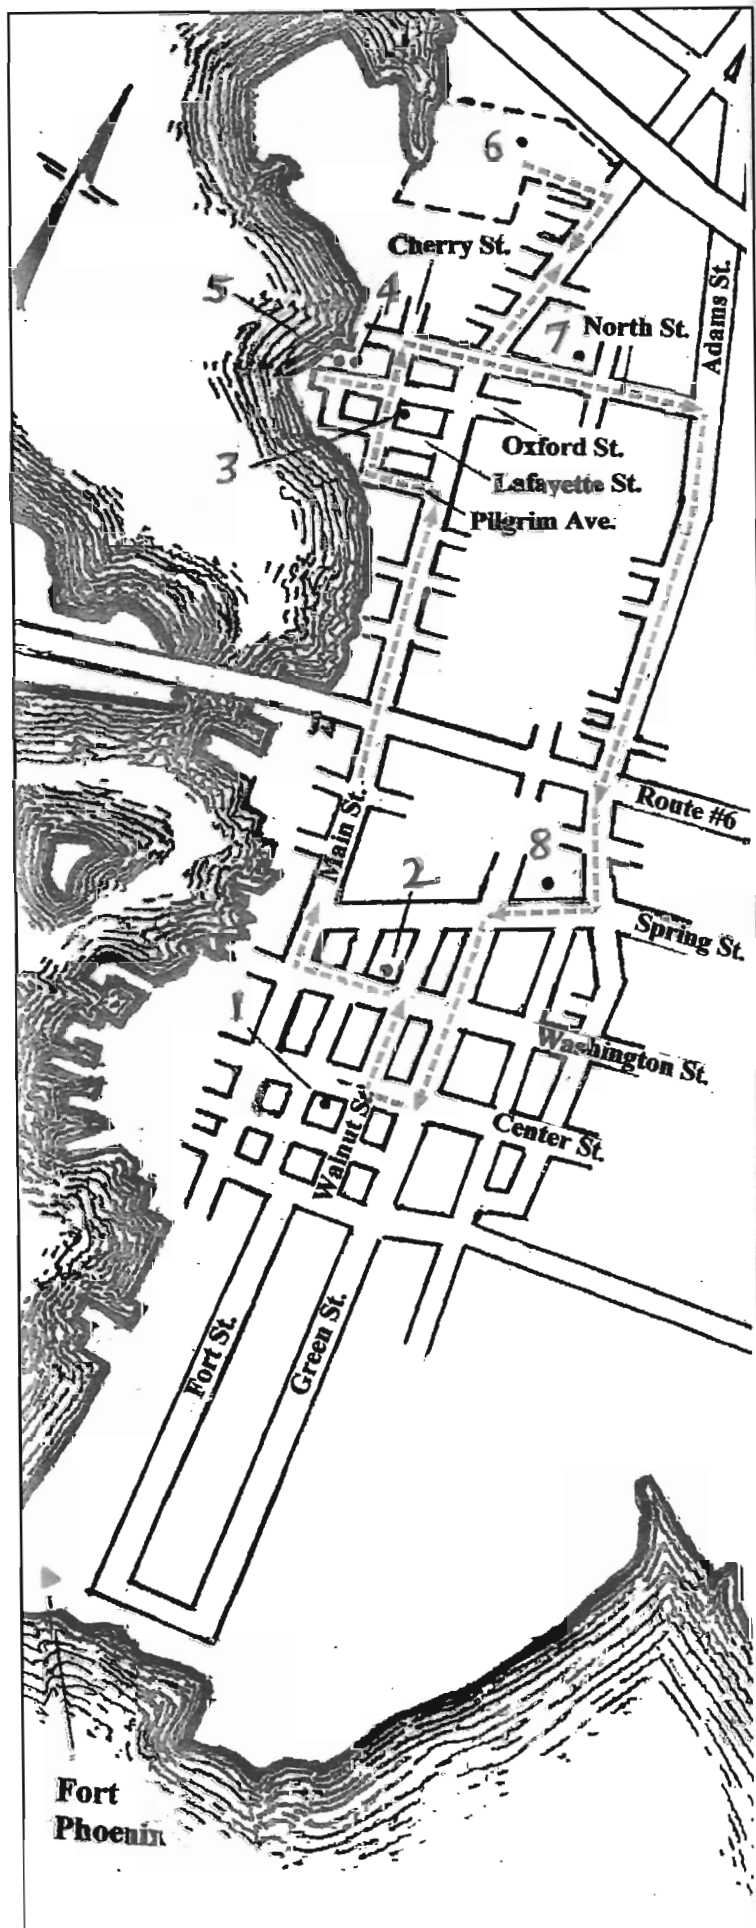 6
Cherry St.
5
4
7
North St.
Adams St.
3
Oxford St.
Lafayette St.
Pilgrim Ave.
Route #6
Main St.
8
2
Spring St.
1
Washington St.
Walnut St.
Center St.
Fort St.
Green St.
Fort
Phoenix